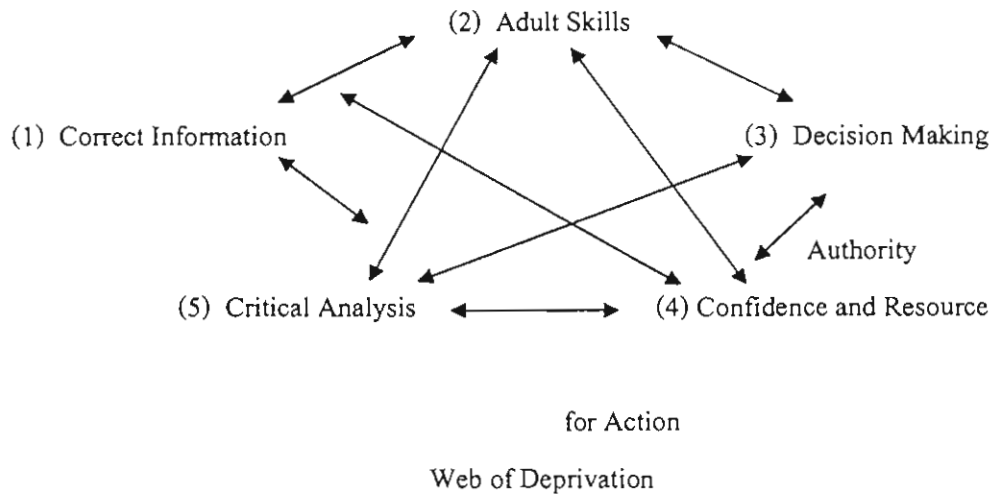 (2) Adult Skills
(1) Correct Information
(3) Decision Making
Authority
(5) Critical Analysis
(4) Confidence and Resource
for Action
Web of Deprivation